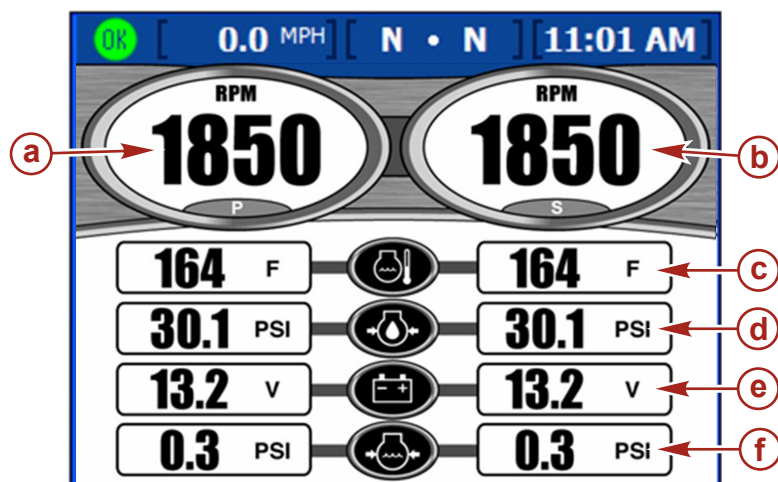 OK [ 0.0 MPH ] [ N • N ] [ 11:01 AM ]
RPM RPM
a 1850 1850 b
P S
164 F 164 F c
30.1 PSI 30.1 PSI d
13.2 V 13.2 V e
0.3 PSI 0.3 PSI f